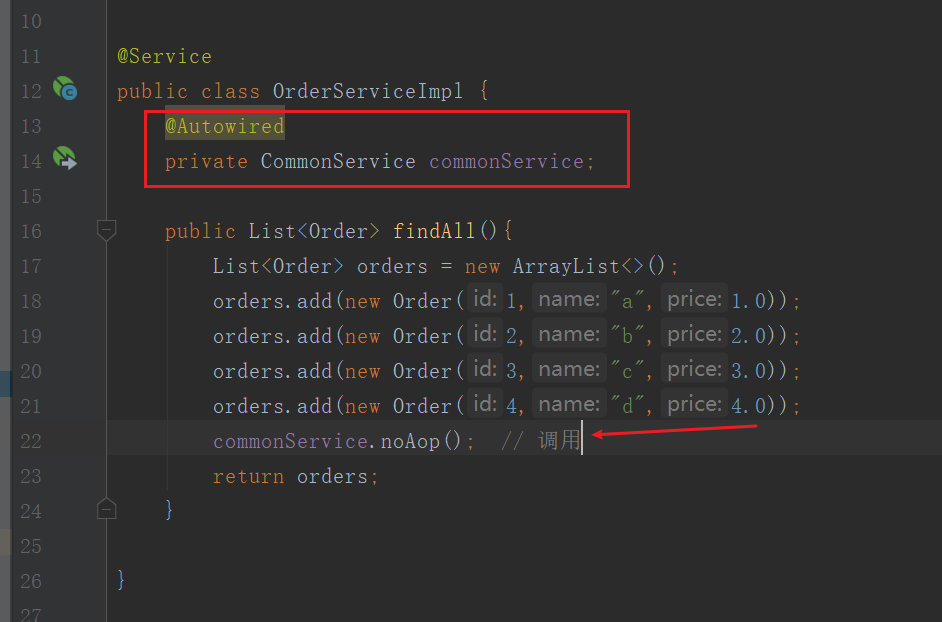 10
11 @Service
12 public class OrderServiceImpl {
13 @Autowired
14 private CommonService commonService;
15
16 public List<Order> findAll(){
17 List<Order> orders = new ArrayList<>();
18 orders.add(new Order( id: 1, name: "a", price: 1.0));
19 orders.add(new Order( id: 2, name: "b", price: 2.0));
20 orders.add(new Order( id: 3, name: "c", price: 3.0));
21 orders.add(new Order( id: 4, name: "d", price: 4.0));
22 commonService.noAop(); // 调用
23 return orders;
24 }
25
26 }
27